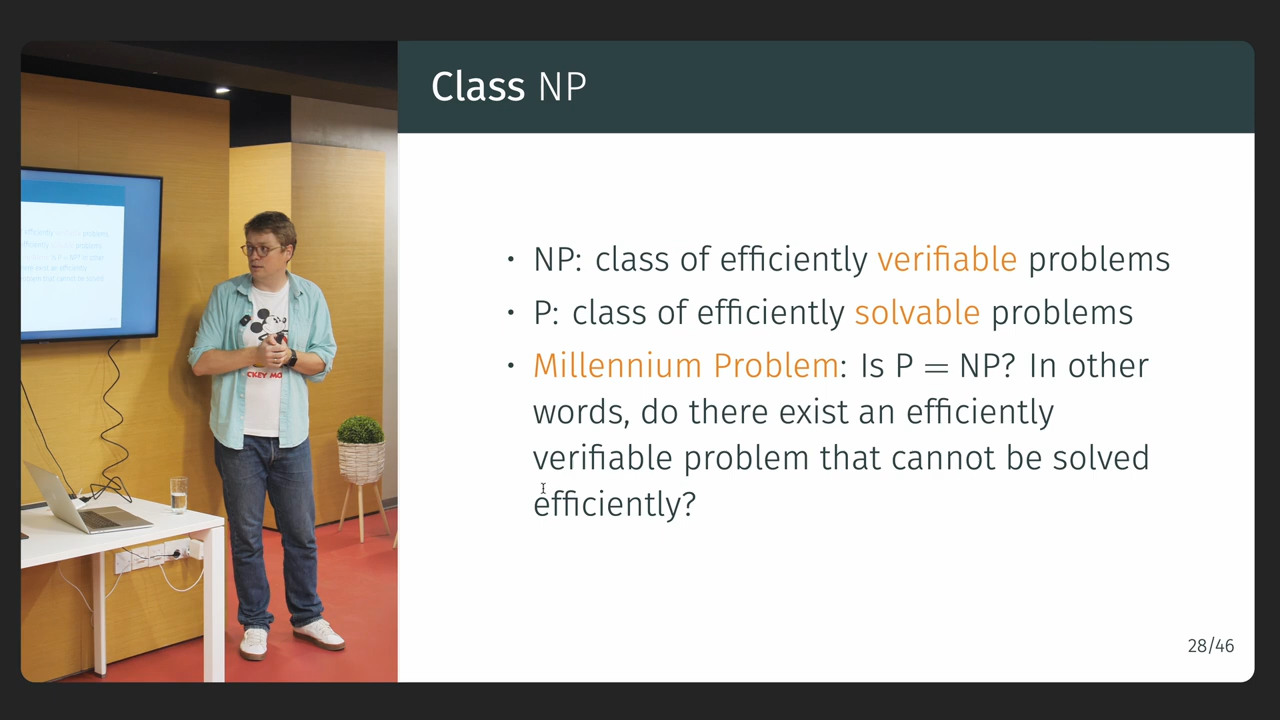 Class NP
• NP: class of efficiently verifiable problems
• P: class of efficiently solvable problems
• Millennium Problem: Is P = NP? In other
words, do there exist an efficiently
verifiable problem that cannot be solved
efficiently?
28/46